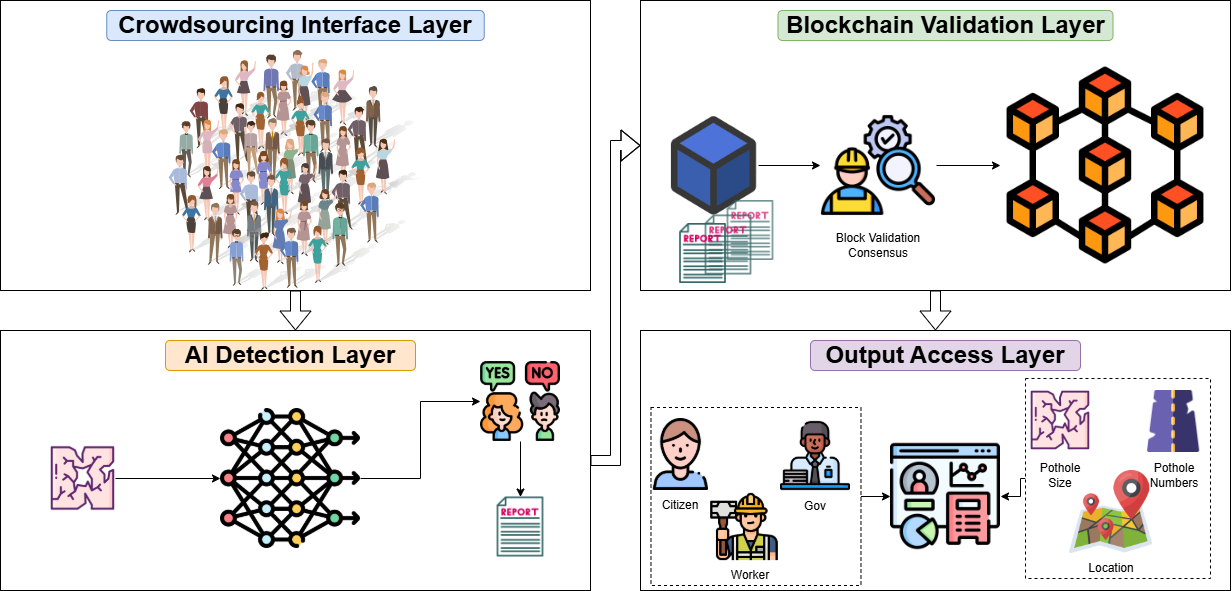 Crowdsourcing Interface Layer
AI Detection Layer
YES
NO
REPORT
Blockchain Validation Layer
REPORT
REPORT
REPORT
Block Validation
Consensus
Output Access Layer
Citizen
Gov
Worker
Pothole
Size
Pothole
Numbers
Location